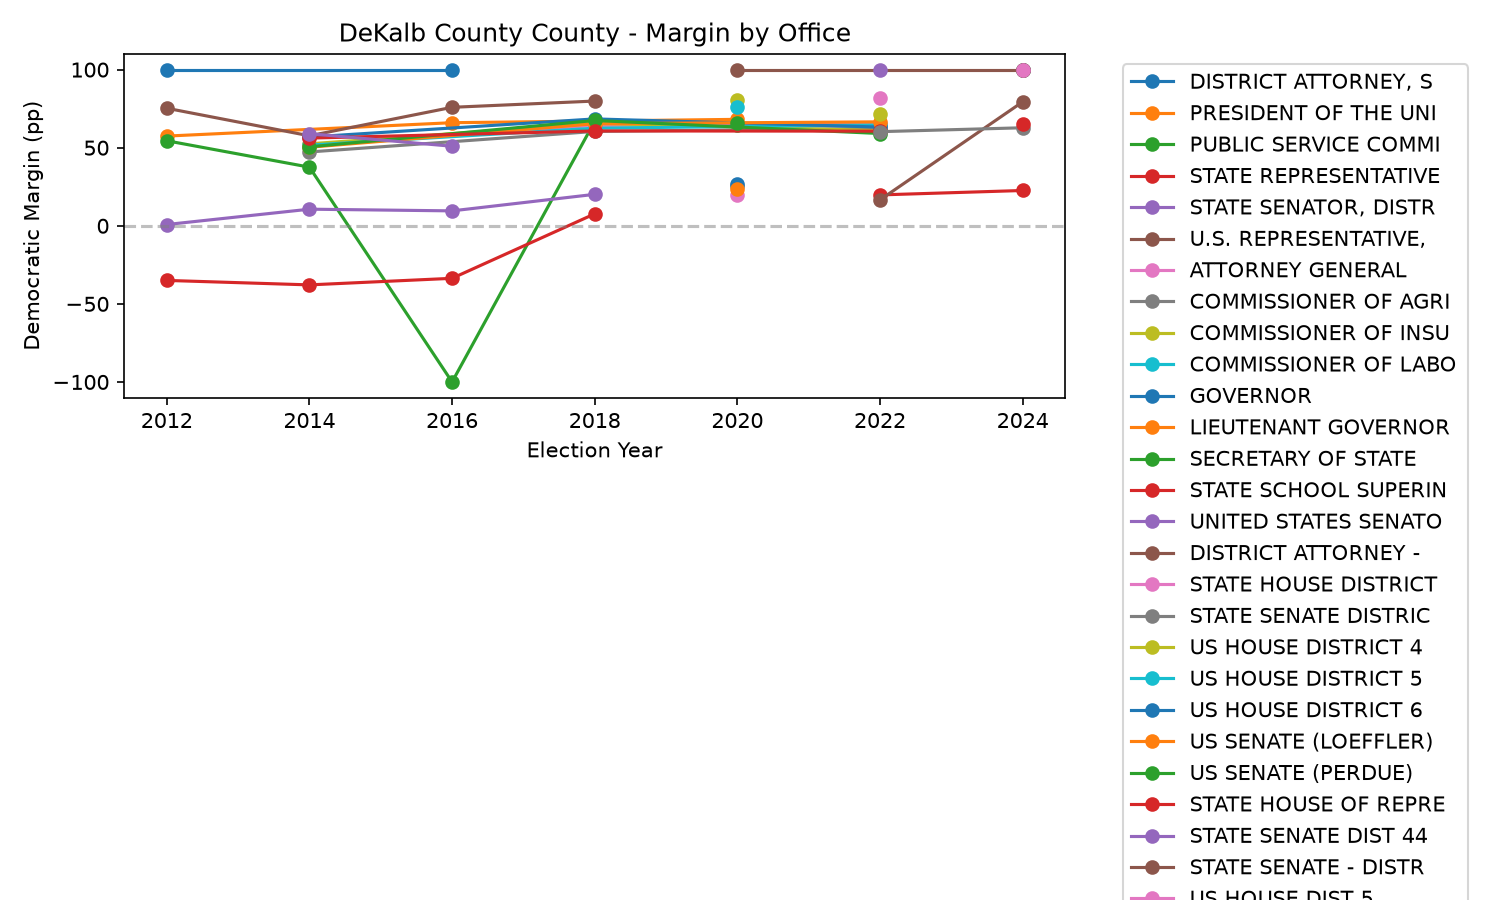 DeKalb County County - Margin by Office
Democratic Margin (pp)
100
50
0
−50
−100
2012 2014 2016 2018 2020 2022 2024
Election Year
DISTRICT ATTORNEY, S
PRESIDENT OF THE UNI
PUBLIC SERVICE COMMI
STATE REPRESENTATIVE
STATE SENATOR, DISTR
U.S. REPRESENTATIVE,
ATTORNEY GENERAL
COMMISSIONER OF AGRI
COMMISSIONER OF INSU
COMMISSIONER OF LABO
GOVERNOR
LIEUTENANT GOVERNOR
SECRETARY OF STATE
STATE SCHOOL SUPERIN
UNITED STATES SENATO
DISTRICT ATTORNEY -
STATE HOUSE DISTRICT
STATE SENATE DISTRIC
US HOUSE DISTRICT 4
US HOUSE DISTRICT 5
US HOUSE DISTRICT 6
US SENATE (LOEFFLER)
US SENATE (PERDUE)
STATE HOUSE OF REPRE
STATE SENATE DIST 44
STATE SENATE - DISTR
US HOUSE DIST 5